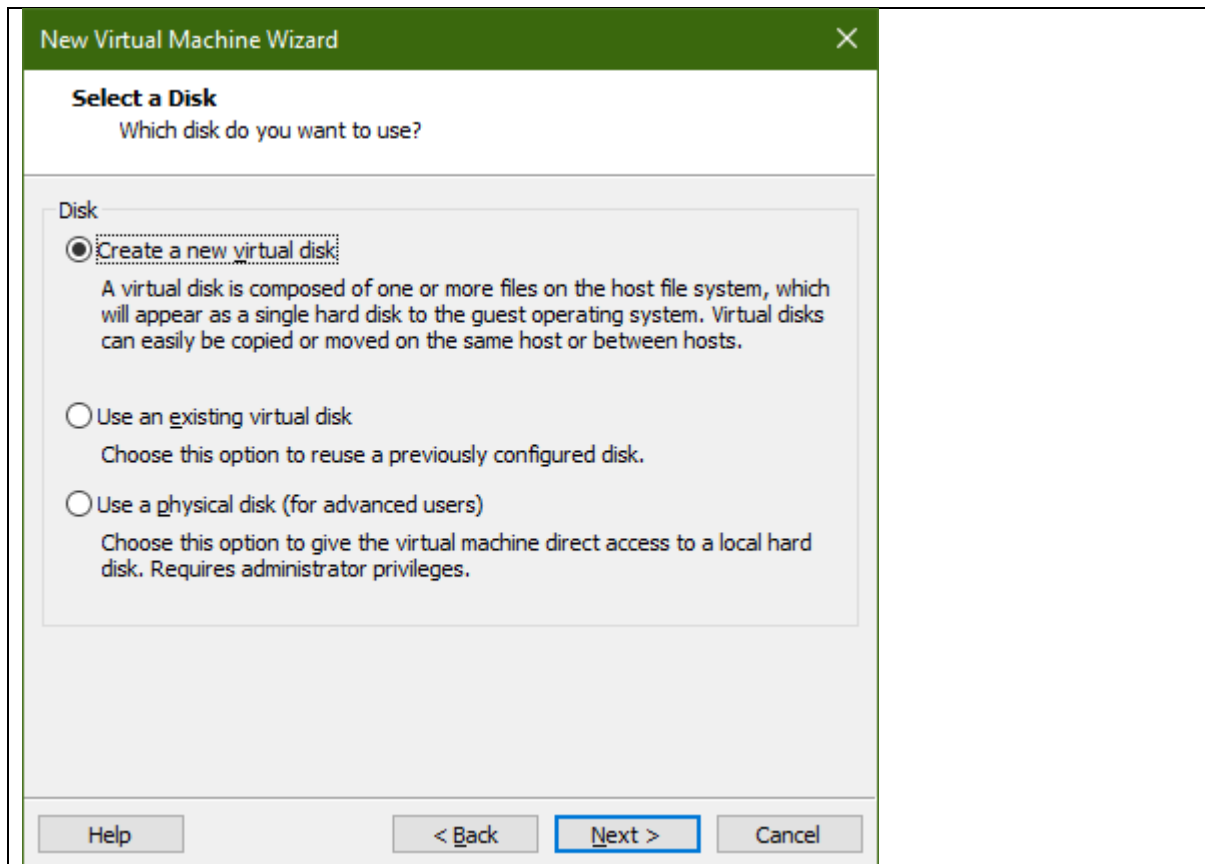 New Virtual Machine Wizard
Select a Disk
Which disk do you want to use?
Disk
Create a new virtual disk
A virtual disk is composed of one or more files on the host file system, which
will appear as a single hard disk to the guest operating system. Virtual disks
can easily be copied or moved on the same host or between hosts.
Use an existing virtual disk
Choose this option to reuse a previously configured disk.
Use a physical disk (for advanced users)
Choose this option to give the virtual machine direct access to a local hard
disk. Requires administrator privileges.
Help < Back Next > Cancel